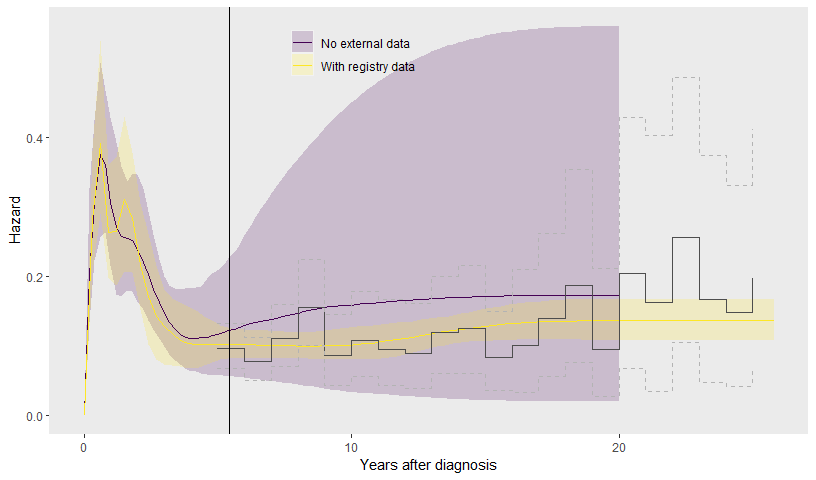 No external data
With registry data
0.4
0.2
0.0
Hazard
0
10
20
Years after diagnosis